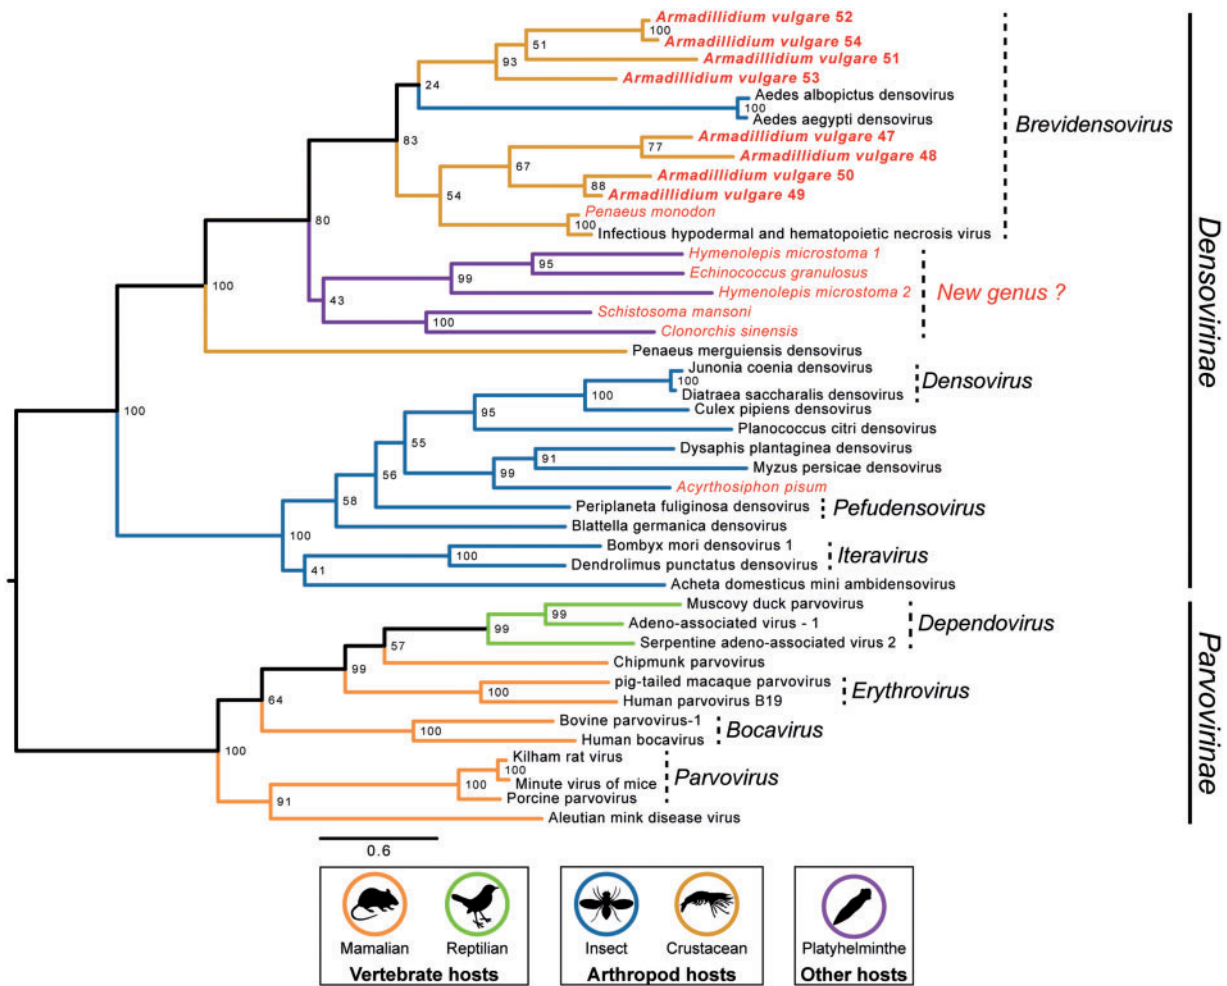 Armadillidium vulgare 52
100
Armadillidium vulgare 54
51
Armadillidium vulgare 51
93
Armadillidium vulgare 53
24
Aedes albopictus densovirus
100
Aedes aegypti densovirus
Brevidensovirus
83
Armadillidium vulgare 47
77
Armadillidium vulgare 48
67
Armadillidium vulgare 50
88
54
Armadillidium vulgare 49
Penaeus monodon
100
Infectious hypodermal and hematopoietic necrosis virus
80
Hymenolepis microstoma 1
95
Echinococcus granulosus
99
Hymenolepis microstoma 2
New genus ?
43
Schistosoma mansoni
100
Clonorchis sinensis
100
Penaeus merguiensis densovirus
Densovirinae
Junonia coenia densovirus
100
Diatraea saccharalis densovirus
Densovirus
100
Culex pipiens densovirus
95
100
Planococcus citri densovirus
55
Dysaphis plantaginea densovirus
91
Myzus persicae densovirus
99
56
Acyrthosiphon pisum
58
Periplaneta fuliginosa densovirus
Pefudensovirus
Blattella germanica densovirus
100
Bombyx mori densovirus 1
100
Iteravirus
Dendrolimus punctatus densovirus
41
Acheta domesticus mini ambidensovirus
Muscovy duck parvovirus
99
Adeno-associated virus - 1
Dependovirus
99
Serpentine adeno-associated virus 2
57
Chipmunk parvovirus
99
pig-tailed macaque parvovirus
100
Erythrovirus
Human parvovirus B19
64
Bovine parvovirus-1
100
Bocavirus
Human bocavirus
100
Kilham rat virus
100
Minute virus of mice
Parvovirus
100
Porcine parvovirus
91
Aleutian mink disease virus
Parvovirinae
0.6
Mamalian
Reptilian
Insect
Crustacean
Platyhelminthe
Vertebrate hosts
Arthropod hosts
Other hosts